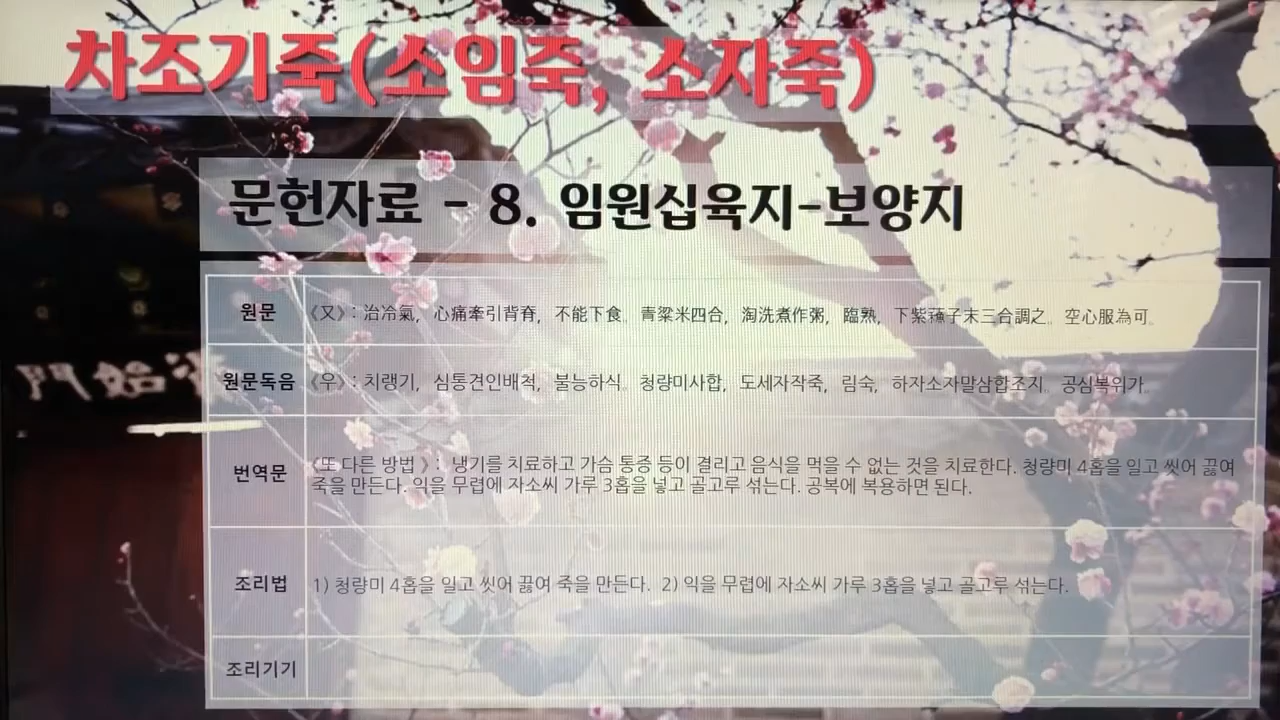 차조기죽(소임죽, 소자죽)
문헌자료 - 8. 임원십육지-보양지
원문 《又》: 治冷氣, 心痛牽引背脊, 不能下食. 青粱米四合, 淘洗煮作粥, 臨熟, 下紫蘓子末三合調之. 空心服為可.
원문독음 《우》: 치랭기, 심통견인배척, 불능하식. 청량미사합, 도세자작죽, 림숙, 하자소자말삼합조지. 공심복위가.
번역문 《또 다른 방법 》: 냉기를 치료하고 가슴 통증 등이 결리고 음식을 먹을 수 없는 것을 치료한다. 청량미 4홉을 일고 씻어 끓여
죽을 만든다. 익을 무렵에 자소씨 가루 3홉을 넣고 골고루 섞는다. 공복에 복용하면 된다.
조리법 1) 청량미 4홉을 일고 씻어 끓여 죽을 만든다. 2) 익을 무렵에 자소씨 가루 3홉을 넣고 골고루 섞는다.
조리기기